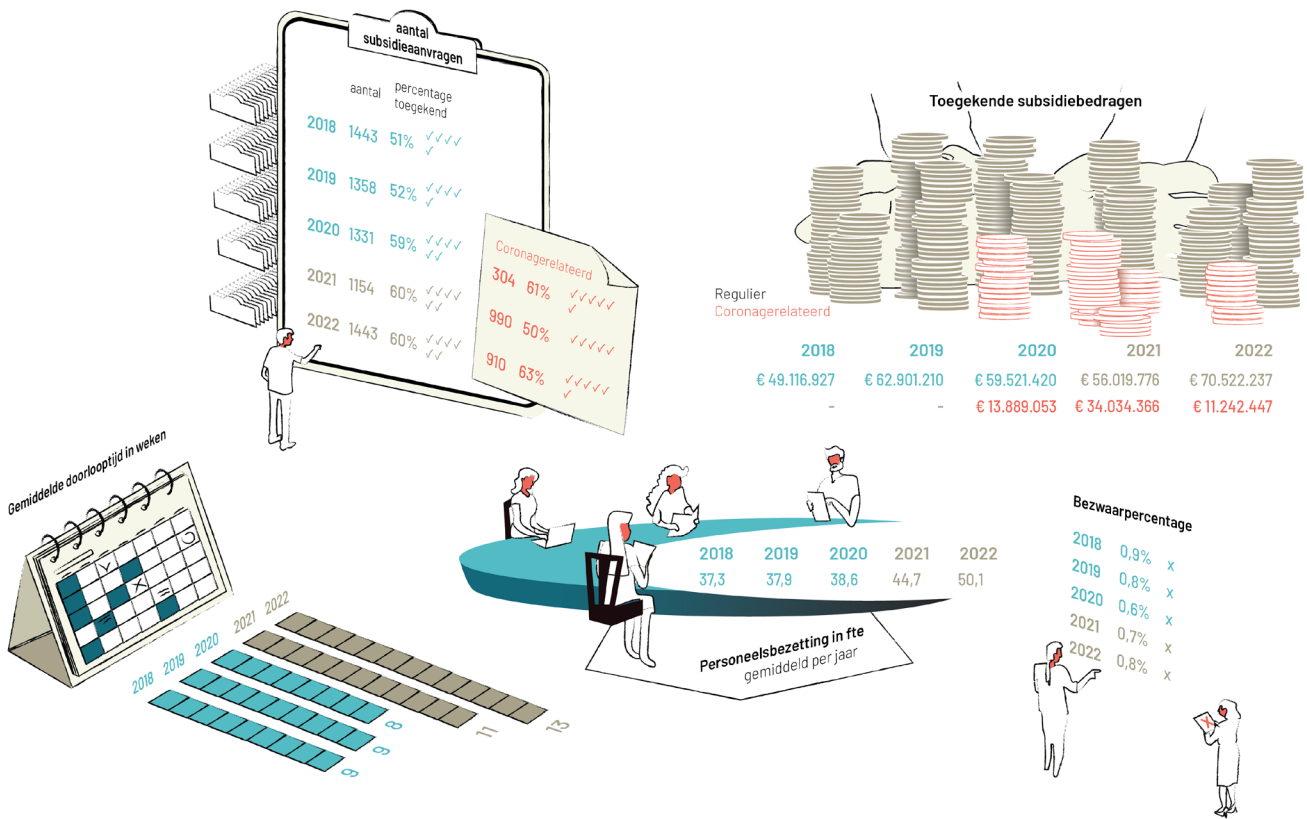 aantal
subsidieaanvragen
aantal percentage
toegekend
2018 1443 51% ✓✓✓✓
✓
2019 1358 52% ✓✓✓✓
✓
2020 1331 59% ✓✓✓✓
✓✓
2021 1154 60% ✓✓✓✓
✓✓
2022 1443 60% ✓✓✓✓
✓✓
Coronagerelateerd
304 61% ✓✓✓✓✓
✓
990 50% ✓✓✓✓✓
910 63% ✓✓✓✓✓
✓
Toegekende subsidiebedragen
Regulier
Coronagerelateerd
2018 2019 2020 2021 2022
€ 49.116.927 € 62.901.210 € 59.521.420 € 56.019.776 € 70.522.237
- - € 13.889.053 € 34.034.366 € 11.242.447
Gemiddelde doorlooptijd in weken
2018 2019 2020 2021 2022
9 9 8 11 13
2018 2019 2020 2021 2022
37,3 37,9 38,6 44,7 50,1
Personeelsbezetting in fte
gemiddeld per jaar
Bezwaarpercentage
2018 0,9% x
2019 0,8% x
2020 0,6% x
2021 0,7% x
2022 0,8% x